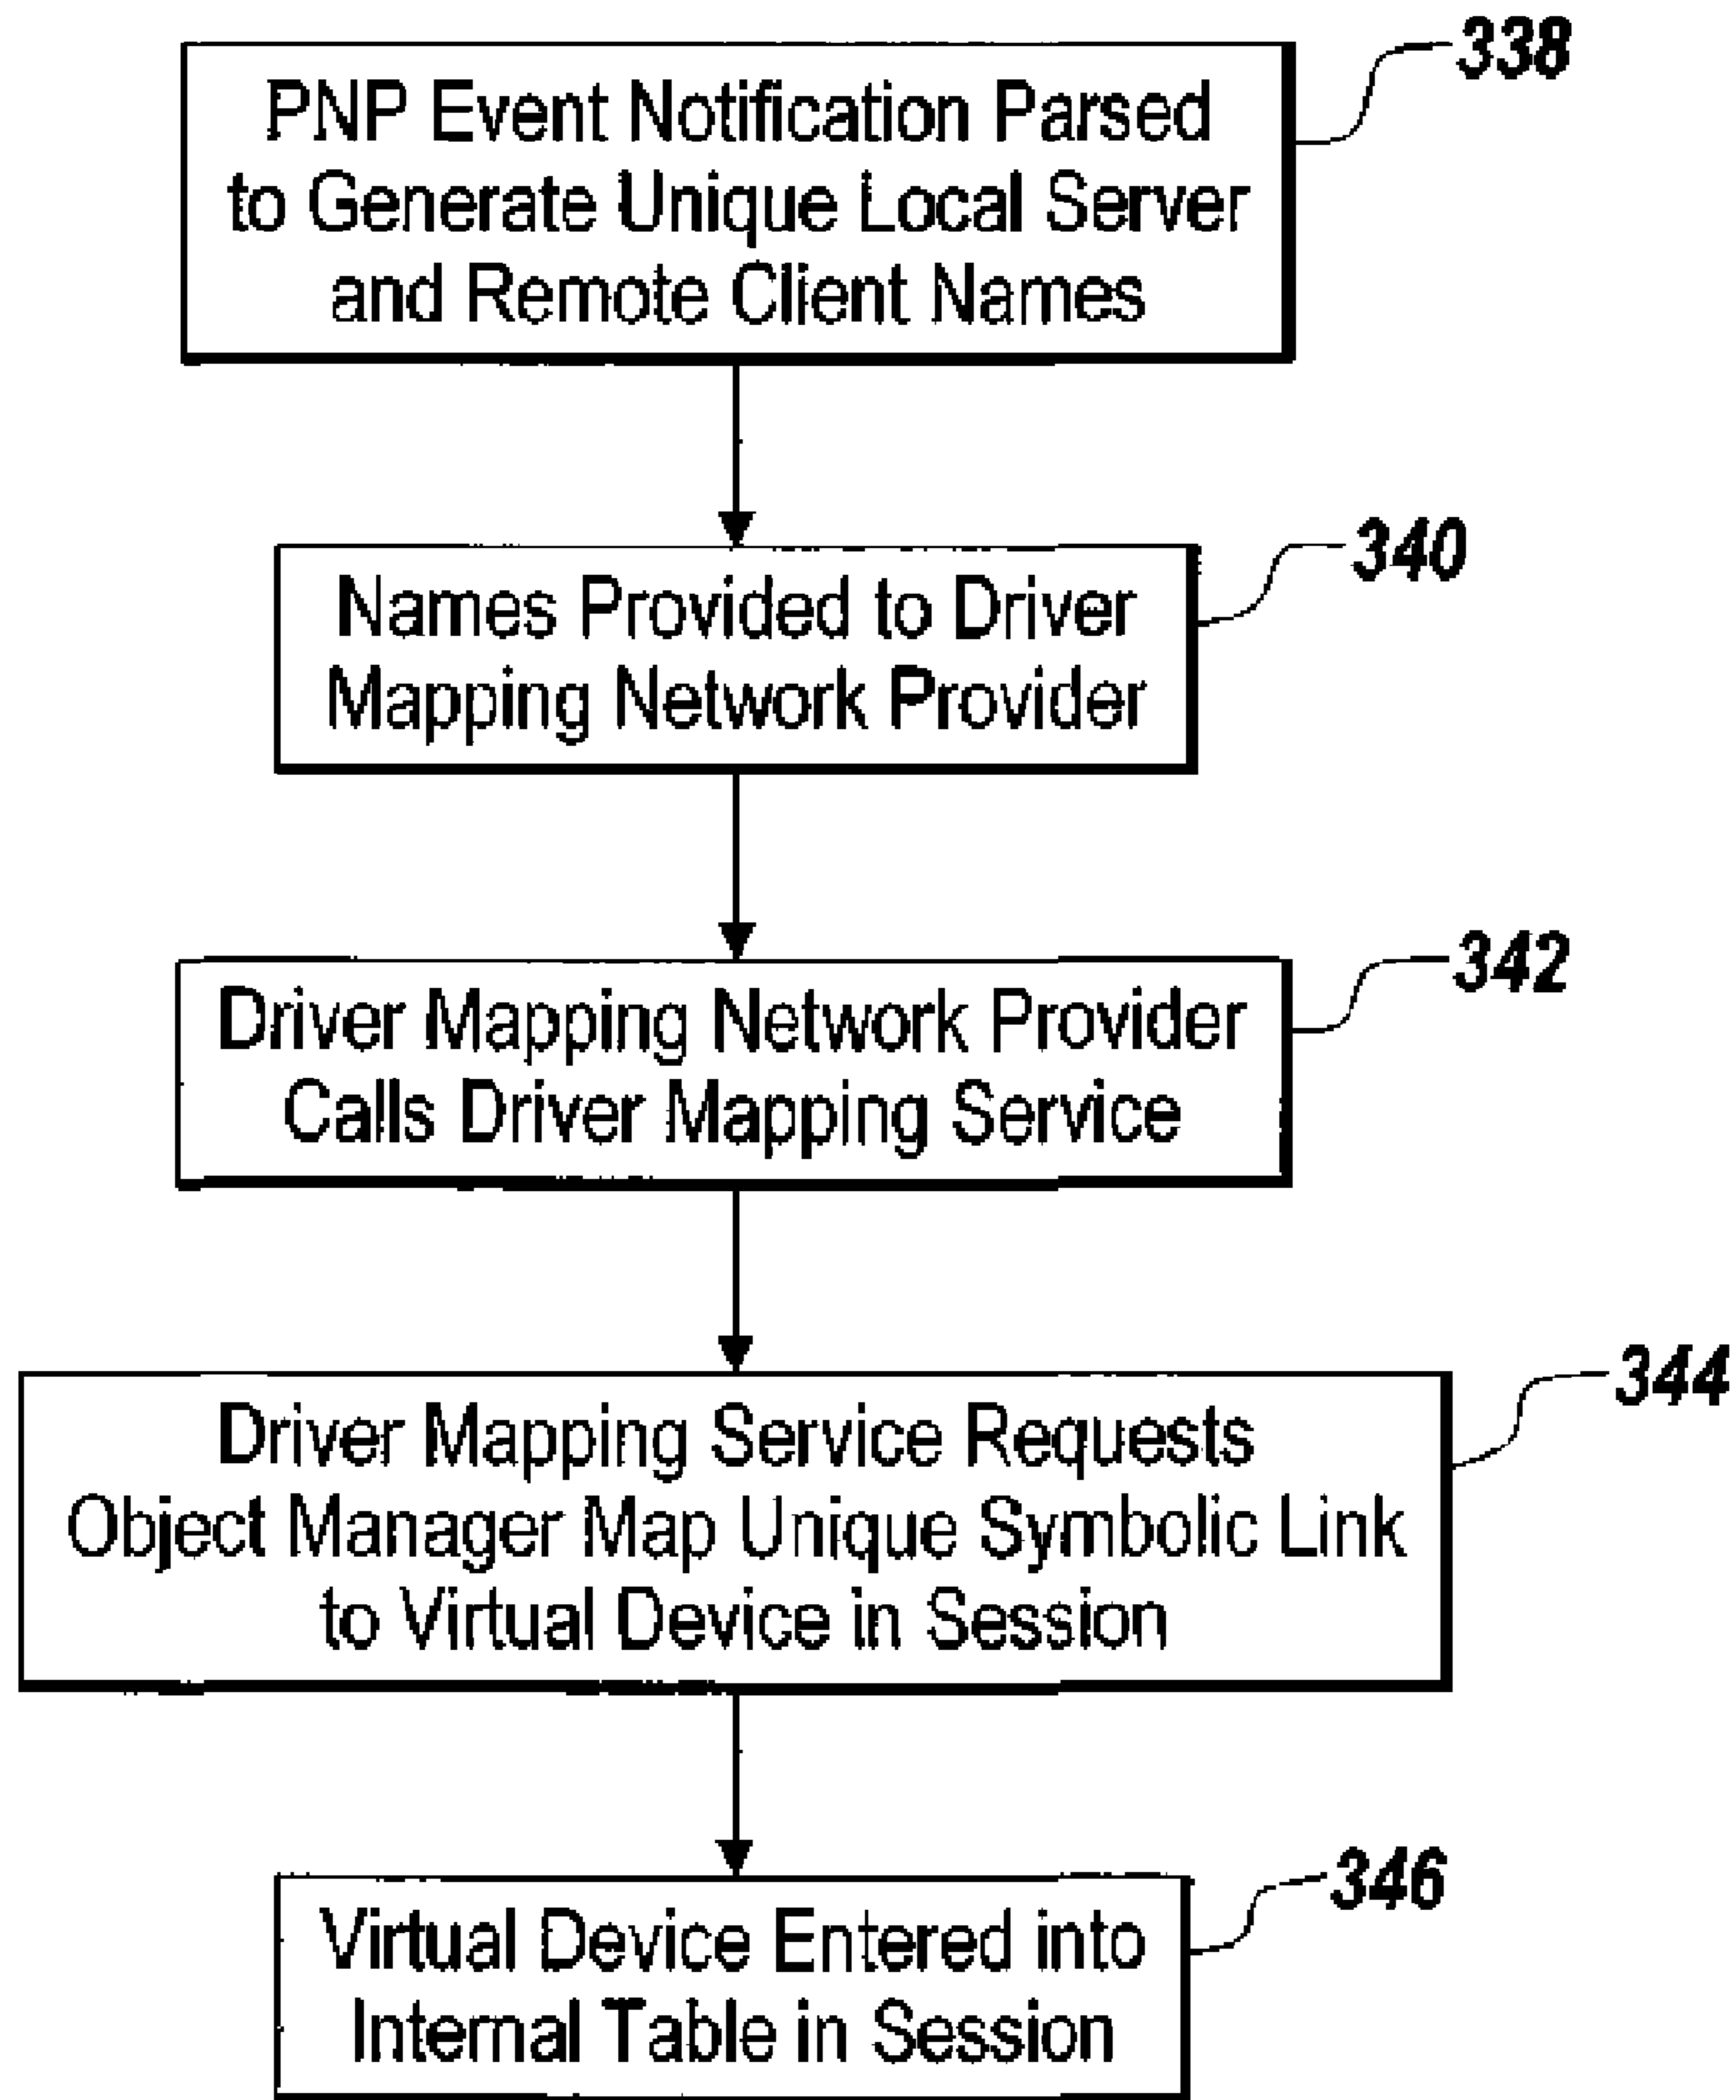 PNP Event Notification Parsed
to Generate Unique Local Server
and Remote Client Names
338
Names Provided to Driver
Mapping Network Provider
340
Driver Mapping Network Provider
Calls Driver Mapping Service
342
Driver Mapping Service Requests
Object Manager Map Unique Symbolic Link
to Virtual Device in Session
344
Virtual Device Entered into
Internal Table in Session
346